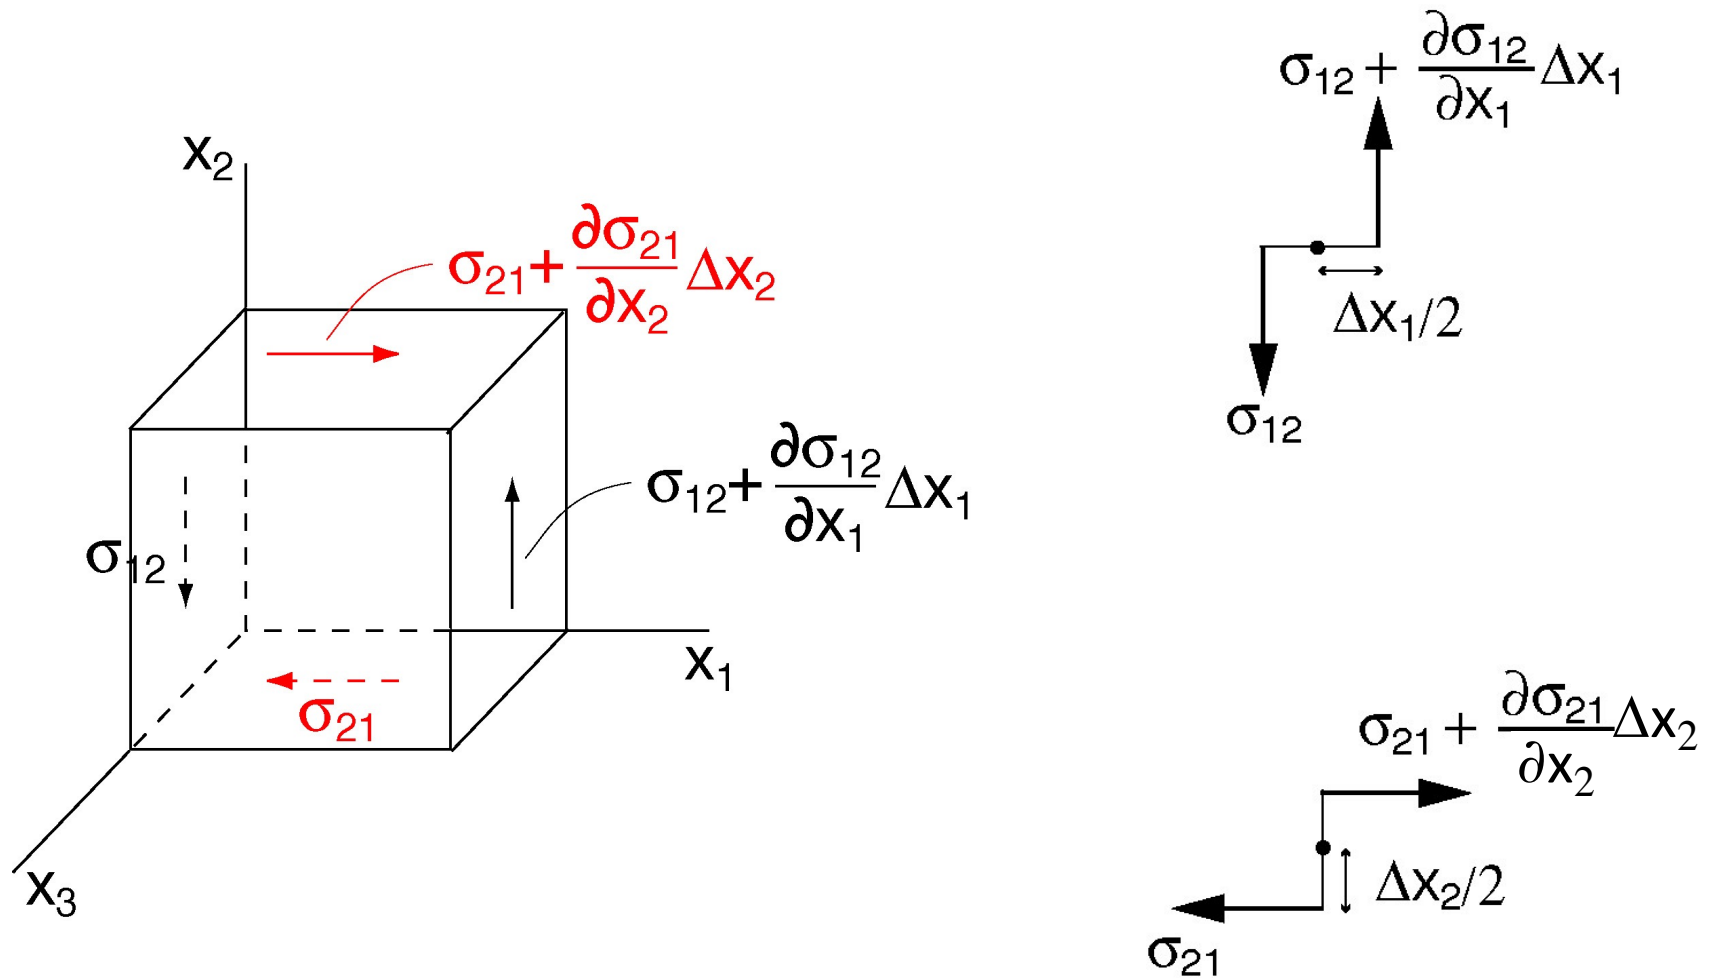 x₂
σ₂₁+ ∂σ₂₁/∂x₂ Δx₂
σ₁₂+ ∂σ₁₂/∂x₁ Δx₁
σ₁₂
x₁
σ₂₁
x₃
σ₁₂+ ∂σ₁₂/∂x₁ Δx₁
Δx₁/2
σ₁₂
σ₂₁+ ∂σ₂₁/∂x₂ Δx₂
Δx₂/2
σ₂₁